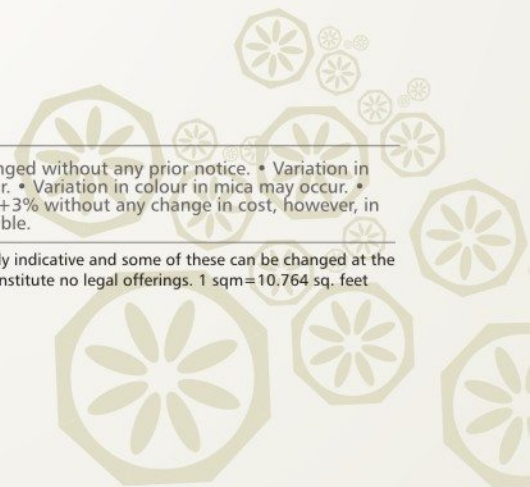 nged without any prior notice. • Variation in
r. • Variation in colour in mica may occur. •
+3% without any change in cost, however, in
ble.
ly indicative and some of these can be changed at the
nstitute no legal offerings. 1 sqm=10.764 sq. feet